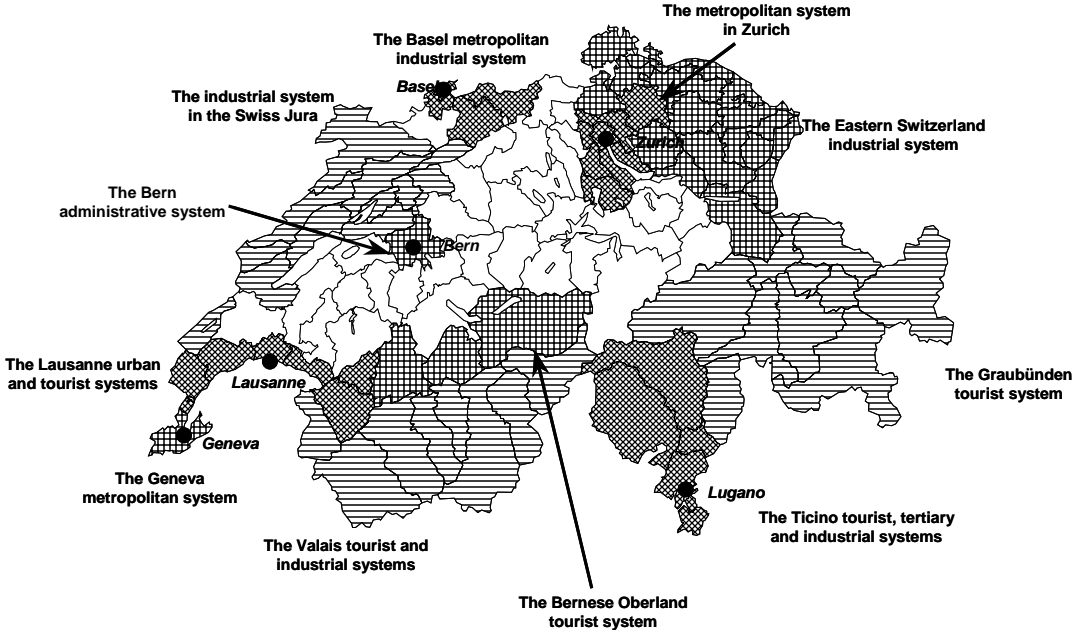 The metropolitan system
in Zurich
The Basel metropolitan
industrial system
Basel
The industrial system
in the Swiss Jura
The Eastern Switzerland
industrial system
Zurich
The Bern
administrative system
Bern
The Lausanne urban
and tourist systems
Lausanne
The Graubünden
tourist system
Geneva
The Geneva
metropolitan system
Lugano
The Ticino tourist, tertiary
and industrial systems
The Valais tourist and
industrial systems
The Bernese Oberland
tourist system